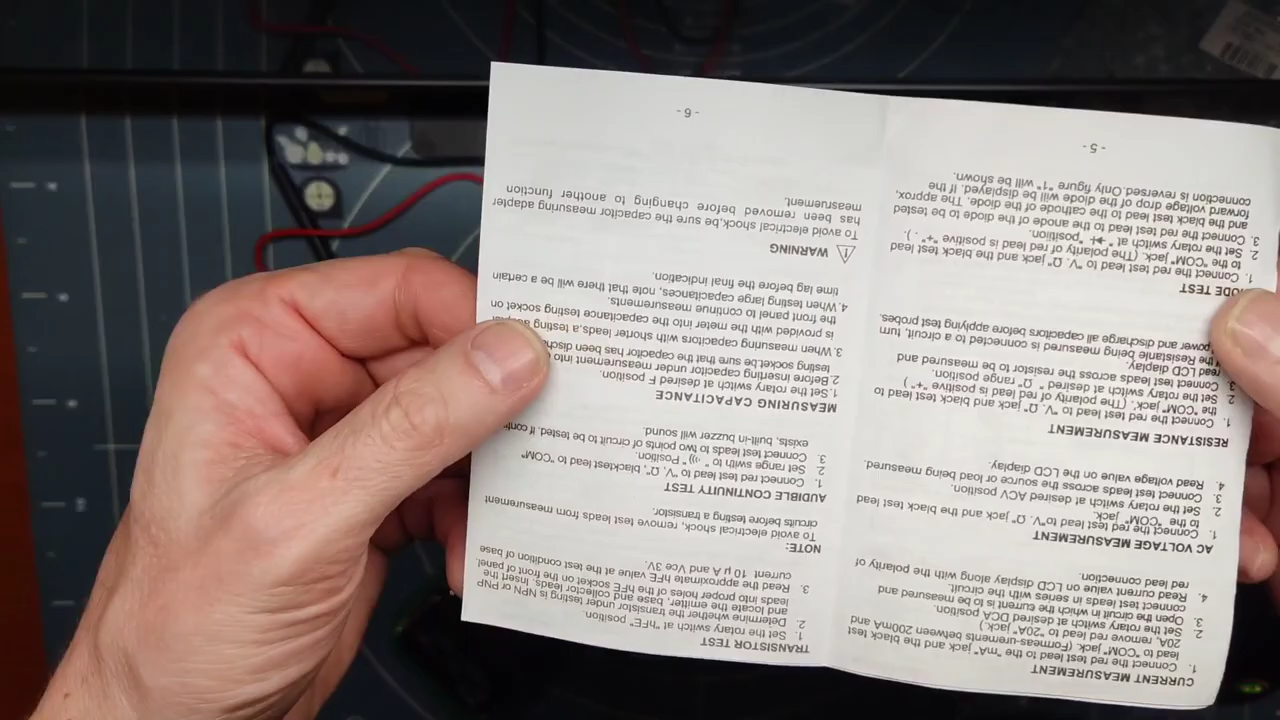 CURRENT MEASUREMENT
1. Connect the red test lead to the "mA" jack and the black test
lead to "COM" jack. (Formeas-urements between 200mA and
20A, remove red lead to "20A" jack.)
2. Set the rotary switch at desired DCA position.
3. Open the circuit in which the current is to be measured and
connect test leads in series with the circuit.
4. Read current value on LCD display along with the polarity of
red lead connection.
AC VOLTAGE MEASUREMENT
1. Connect the red test lead to"V. Ω" jack and the black test lead
to the "COM" jack.
2. Set the rotary switch at desired ACV position.
3. Connect test leads across the source or load being measured.
4. Read voltage value on the LCD display.
RESISTANCE MEASUREMENT
1. Connect the red test lead to "V. Ω" jack and black test lead to
the "COM" jack. (The polarity of red lead is positive "+" )
2. Set the rotary switch at desired " Ω" range position.
3. Connect test leads across the resistor to be measured and
read LCD display.
the Resistanle being measured is connected to a circuit, turn
power and discharge all capacitors before applying test probes.
ODE TEST
1. Connect the red test lead to "V. Ω" jack and the black test lead
to the "COM" jack. (The polarity of red lead is positive "+" . ).
2. Set the rotary switch at " " position.
3. Connect the red test lead to the anode of the diode to be tested
and the black test lead to the cathode of the diode. The approx,
forward voltage drop of the diode will be displayed. If the
connection is reversed.Only figure "1" will be shown.
- 5 -
TRANSISTOR TEST
1. Set the rotary switch at "hFE" position.
2. Determine whether the transistor under testing is NPN or PNP
and locate the emitter, base and collector leads. Insert the
leads into proper holes of the hFE socket on the front of panel.
3. Read the approximate hFE value at the test condition of base
current 10 μ A and Vce 3V.
NOTE:
To avoid electrical shock, remove test leads from measurement
circuits before testing a transistor.
AUDIBLE CONTINUITY TEST
1. Connect red test lead to "V, Ω", blacktest lead to "COM"
2. Set range swith to " •))) " Position.
3. Connect test leads to two points of circuit to be tested. if cont
exists, built-in buzzer will sound.
MEASURING CAPACITANCE
1.Set the rotary switch at desired F position.
2.Before inserting capacitor under measurement into
testing socket.be sure that the capacitor has been disch
3.When measuring capacitors with shorter leads,a testing
is provided with the meter into the capacitance testing socket on
the front panel to continue measurements.
4.When testing large capacitances, note that there will be a certain
time lag before the final indication.
WARNING
To avoid electrical shock,be sure the capacitor measuring adapter
has been removed before changing to another function
measurement.
- 6 -